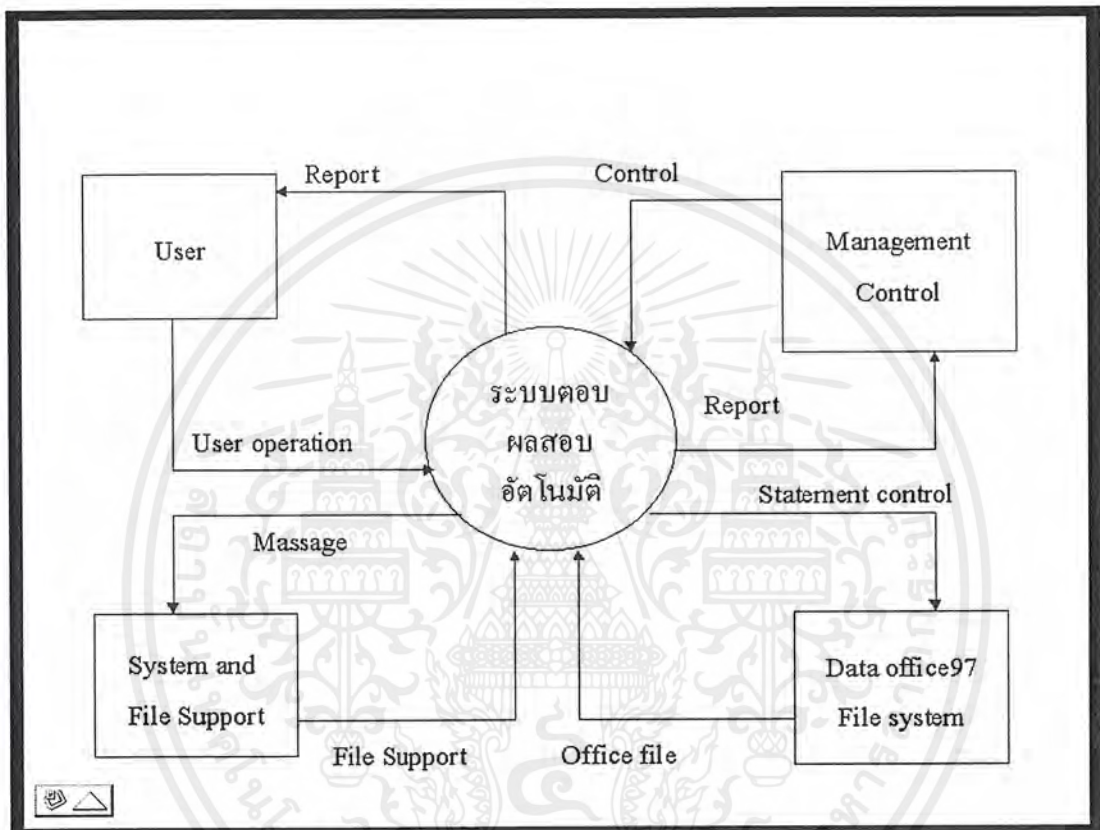 Report
Control
User
Management
Control
ระบบตอบ
ผลสอบ
อัตโนมัติ
Report
User operation
Statement control
Massage
System and
File Support
Data office97
File system
File Support
Office file